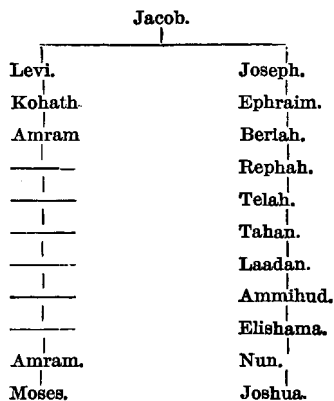 Jacob.
Levi. Joseph.
Kohath Ephraim.
Amram Beriah.
Rephah.
Telah.
Tahan.
Laadan.
Ammihud.
Elishama.
Amram. Nun.
Moses. Joshua.